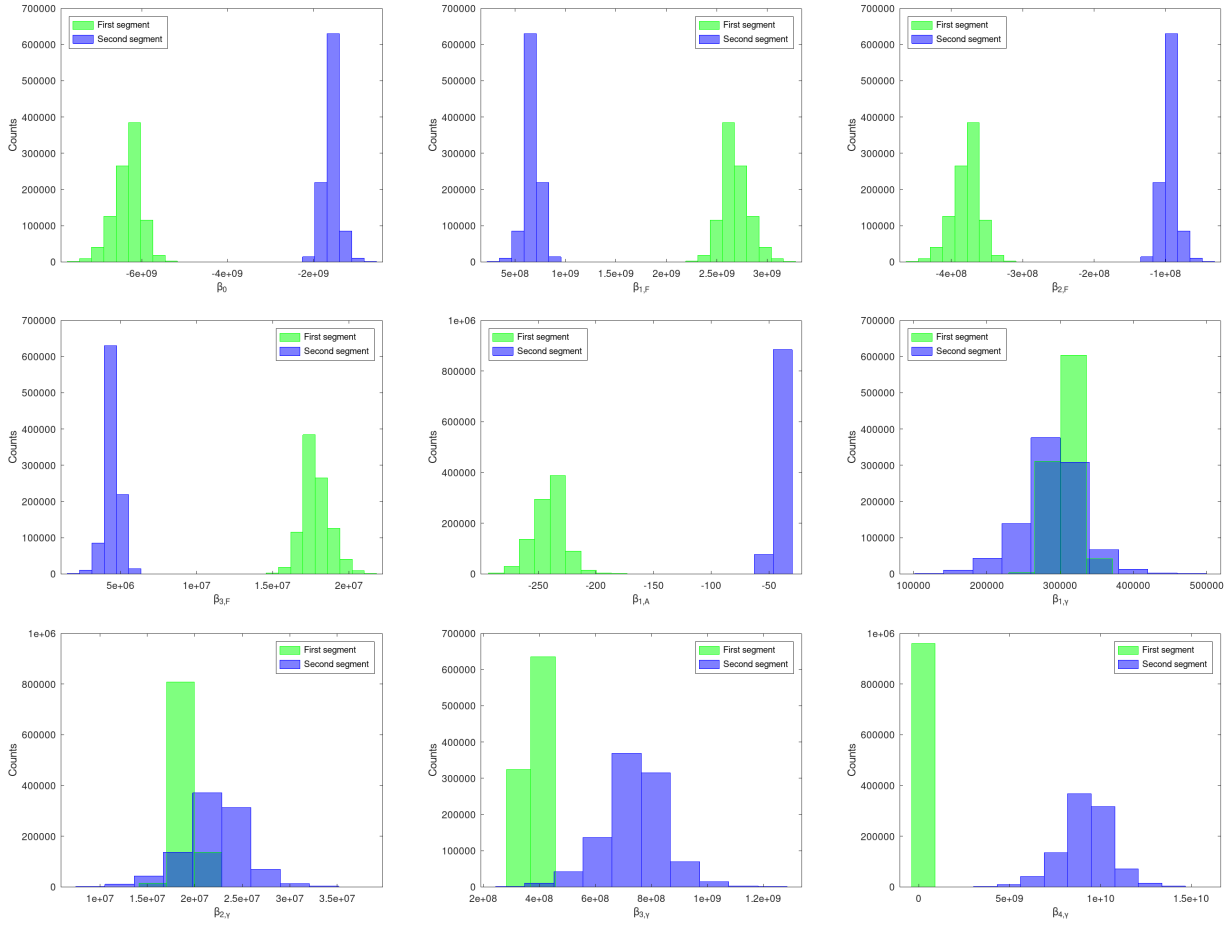 700000
600000
500000
400000
300000
200000
100000
0
Counts
First segment
Second segment
-6e+09 -4e+09 -2e+09
β0
700000
600000
500000
400000
300000
200000
100000
0
Counts
First segment
Second segment
5e+08 1e+09 1.5e+09 2e+09 2.5e+09 3e+09
β1,F
700000
600000
500000
400000
300000
200000
100000
0
Counts
First segment
Second segment
-4e+08 -3e+08 -2e+08 -1e+08
β2,F
700000
600000
500000
400000
300000
200000
100000
0
Counts
First segment
Second segment
5e+06 1e+07 1.5e+07 2e+07
β3,F
1e+06
800000
600000
400000
200000
0
Counts
First segment
Second segment
-250 -200 -150 -100 -50
β1,A
700000
600000
500000
400000
300000
200000
100000
0
Counts
First segment
Second segment
100000 200000 300000 400000 500000
β1,γ
1e+06
800000
600000
400000
200000
0
Counts
First segment
Second segment
1e+07 1.5e+07 2e+07 2.5e+07 3e+07 3.5e+07
β2,γ
700000
600000
500000
400000
300000
200000
100000
0
Counts
First segment
Second segment
2e+08 4e+08 6e+08 8e+08 1e+09 1.2e+09
β3,γ
1e+06
800000
600000
400000
200000
0
Counts
First segment
Second segment
0 5e+09 1e+10 1.5e+10
β4,γ